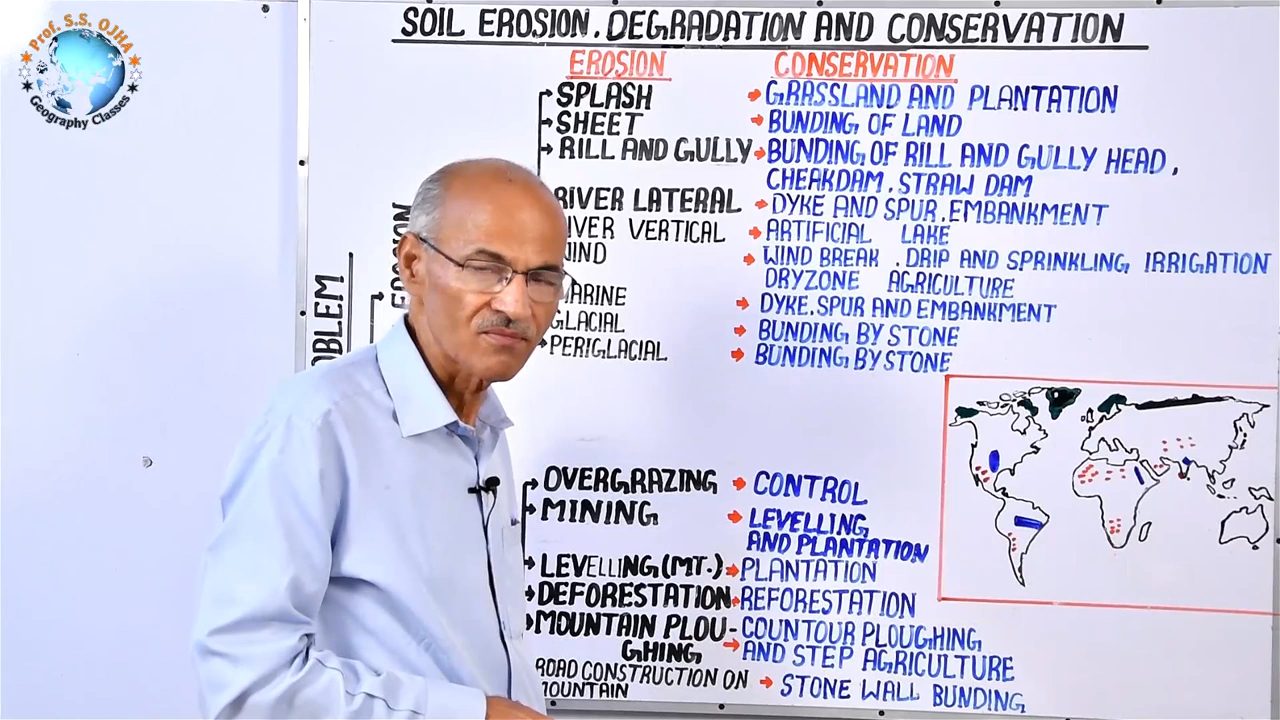 Prof. S.S. OJHA
Geography Classes
SOIL EROSION. DEGRADATION AND CONSERVATION
EROSION CONSERVATION
SPLASH GRASSLAND AND PLANTATION
SHEET BUNDING OF LAND
RILL AND GULLY BUNDING OF RILL AND GULLY HEAD.
CHEAKDAM. STRAW DAM
RIVER LATERAL DYKE AND SPUR. EMBANKMENT
IVER VERTICAL ARTIFICIAL LAKE
IND WIND BREAK . DRIP AND SPRINKLING IRRIGATION
DRYZONE AGRICULTURE
ARINE DYKE. SPUR AND EMBANKMENT
GLACIAL BUNDING BY STONE
PERIGLACIAL BUNDING BY STONE
OBLEM
OVERGRAZING CONTROL
MINING LEVELLING
AND PLANTATION
LEVELLING (MT.) PLANTATION
DEFORESTATION REFORESTATION
MOUNTAIN PLOU- COUNTOUR PLOUGHING
GHING AND STEP AGRICULTURE
ROAD CONSTRUCTION ON
OUNTAIN STONE WALL BUNDING